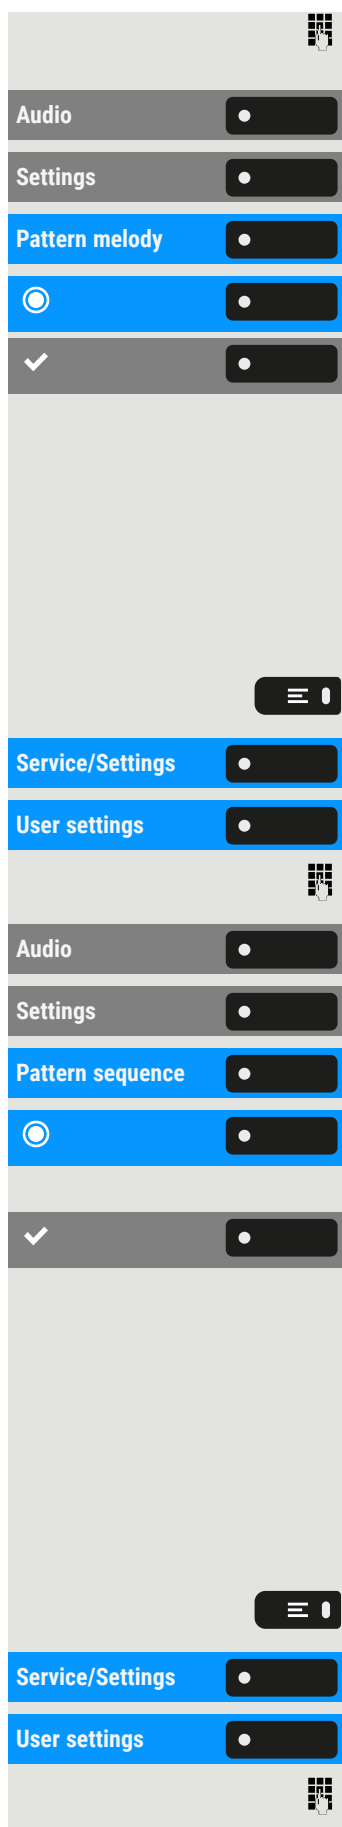 Audio
Settings
Pattern melody
Service/Settings
User settings
Audio
Settings
Pattern sequence
Service/Settings
User settings